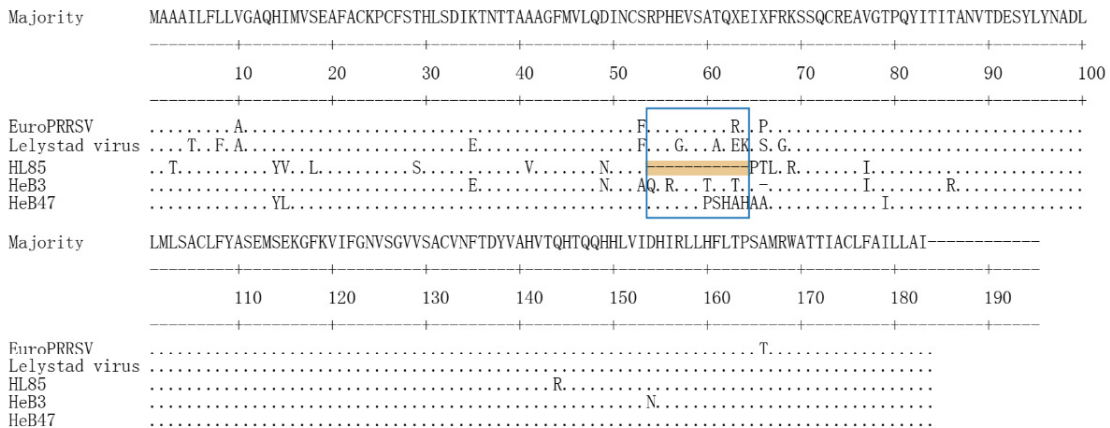 Majority MAAAILFLLVGAQHIMVSEAFACKPCFSTHLSDIKTNTTAAAGFMVLQDINCSRPHEVSATQXEIXFRKSSQCREAVGTPQYITITANVTDESYLYNADL
---------+---------+---------+---------+---------+---------+---------+---------+---------+---------+
10 20 30 40 50 60 70 80 90 100
---------+---------+---------+---------+---------+---------+---------+---------+---------+---------+
EuroPRRSV .........A..........................................F.........R..P..................................
Lelystad virus ....T..F.A........................E.................F...G...A.EK.S.G................................
HL85 ..T..........YV..L..........S...........V.......N....-----------PTL.R.......I.......................
HeB3 ..................................E.............N...AQ.R...T..T..-..........I........R..............
HeB47 .............YL............................................PSHAHAA............I.....................
Majority LMLSACLFYASEMSEKGFKVIFGNVSGVVSACVNFTDYVAHVTQHTQQHHLVIDHIRLLHFLTPSAMRWATTIACLFAILLAI------------
---------+---------+---------+---------+---------+---------+---------+---------+---------+-----
110 120 130 140 150 160 170 180 190
---------+---------+---------+---------+---------+---------+---------+---------+---------+-----
EuroPRRSV .................................................................T..................
Lelystad virus ....................................................................................
HL85 ...........................................R........................................
HeB3 .....................................................N..............................
HeB47 ....................................................................................